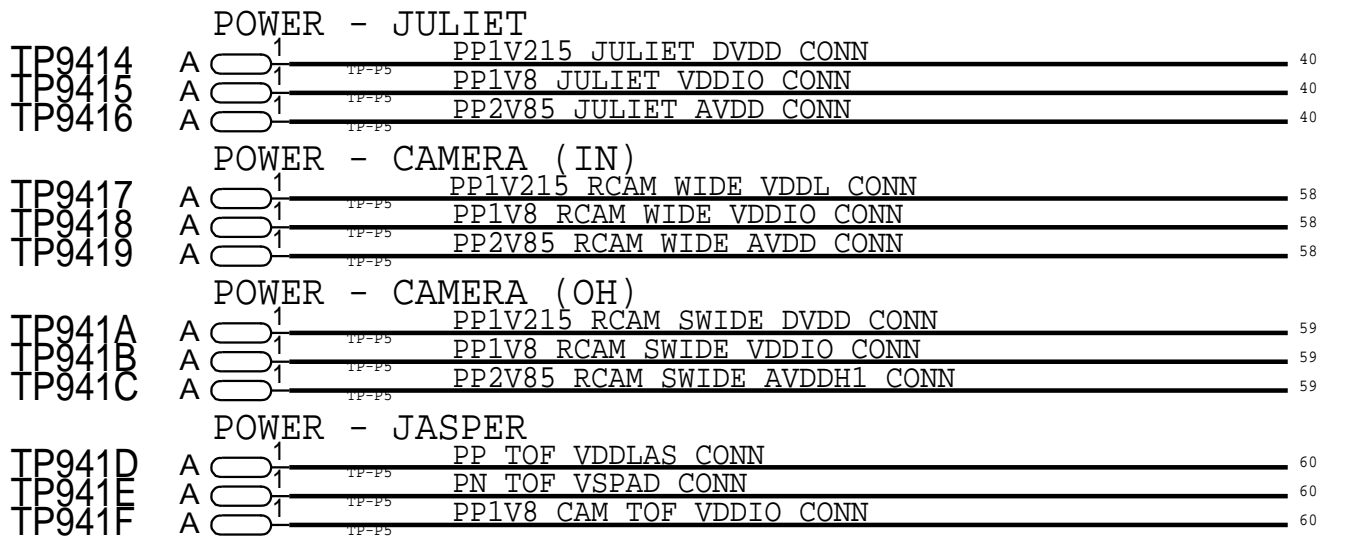 POWER - JULIET
TP9414 A 1 TP-P5 PP1V215 JULIET DVDD CONN 40
TP9415 A 1 TP-P5 PP1V8 JULIET VDDIO CONN 40
TP9416 A 1 TP-P5 PP2V85 JULIET AVDD CONN 40
POWER - CAMERA (IN)
TP9417 A 1 TP-P5 PP1V215 RCAM WIDE VDDL CONN 58
TP9418 A 1 TP-P5 PP1V8 RCAM WIDE VDDIO CONN 58
TP9419 A 1 TP-P5 PP2V85 RCAM WIDE AVDD CONN 58
POWER - CAMERA (OH)
TP941A A 1 TP-P5 PP1V215 RCAM SWIDE DVDD CONN 59
TP941B A 1 TP-P5 PP1V8 RCAM SWIDE VDDIO CONN 59
TP941C A 1 TP-P5 PP2V85 RCAM SWIDE AVDDH1 CONN 59
POWER - JASPER
TP941D A 1 TP-P5 PP TOF VDDLAS CONN 60
TP941E A 1 TP-P5 PN TOF VSPAD CONN 60
TP941F A 1 TP-P5 PP1V8 CAM TOF VDDIO CONN 60